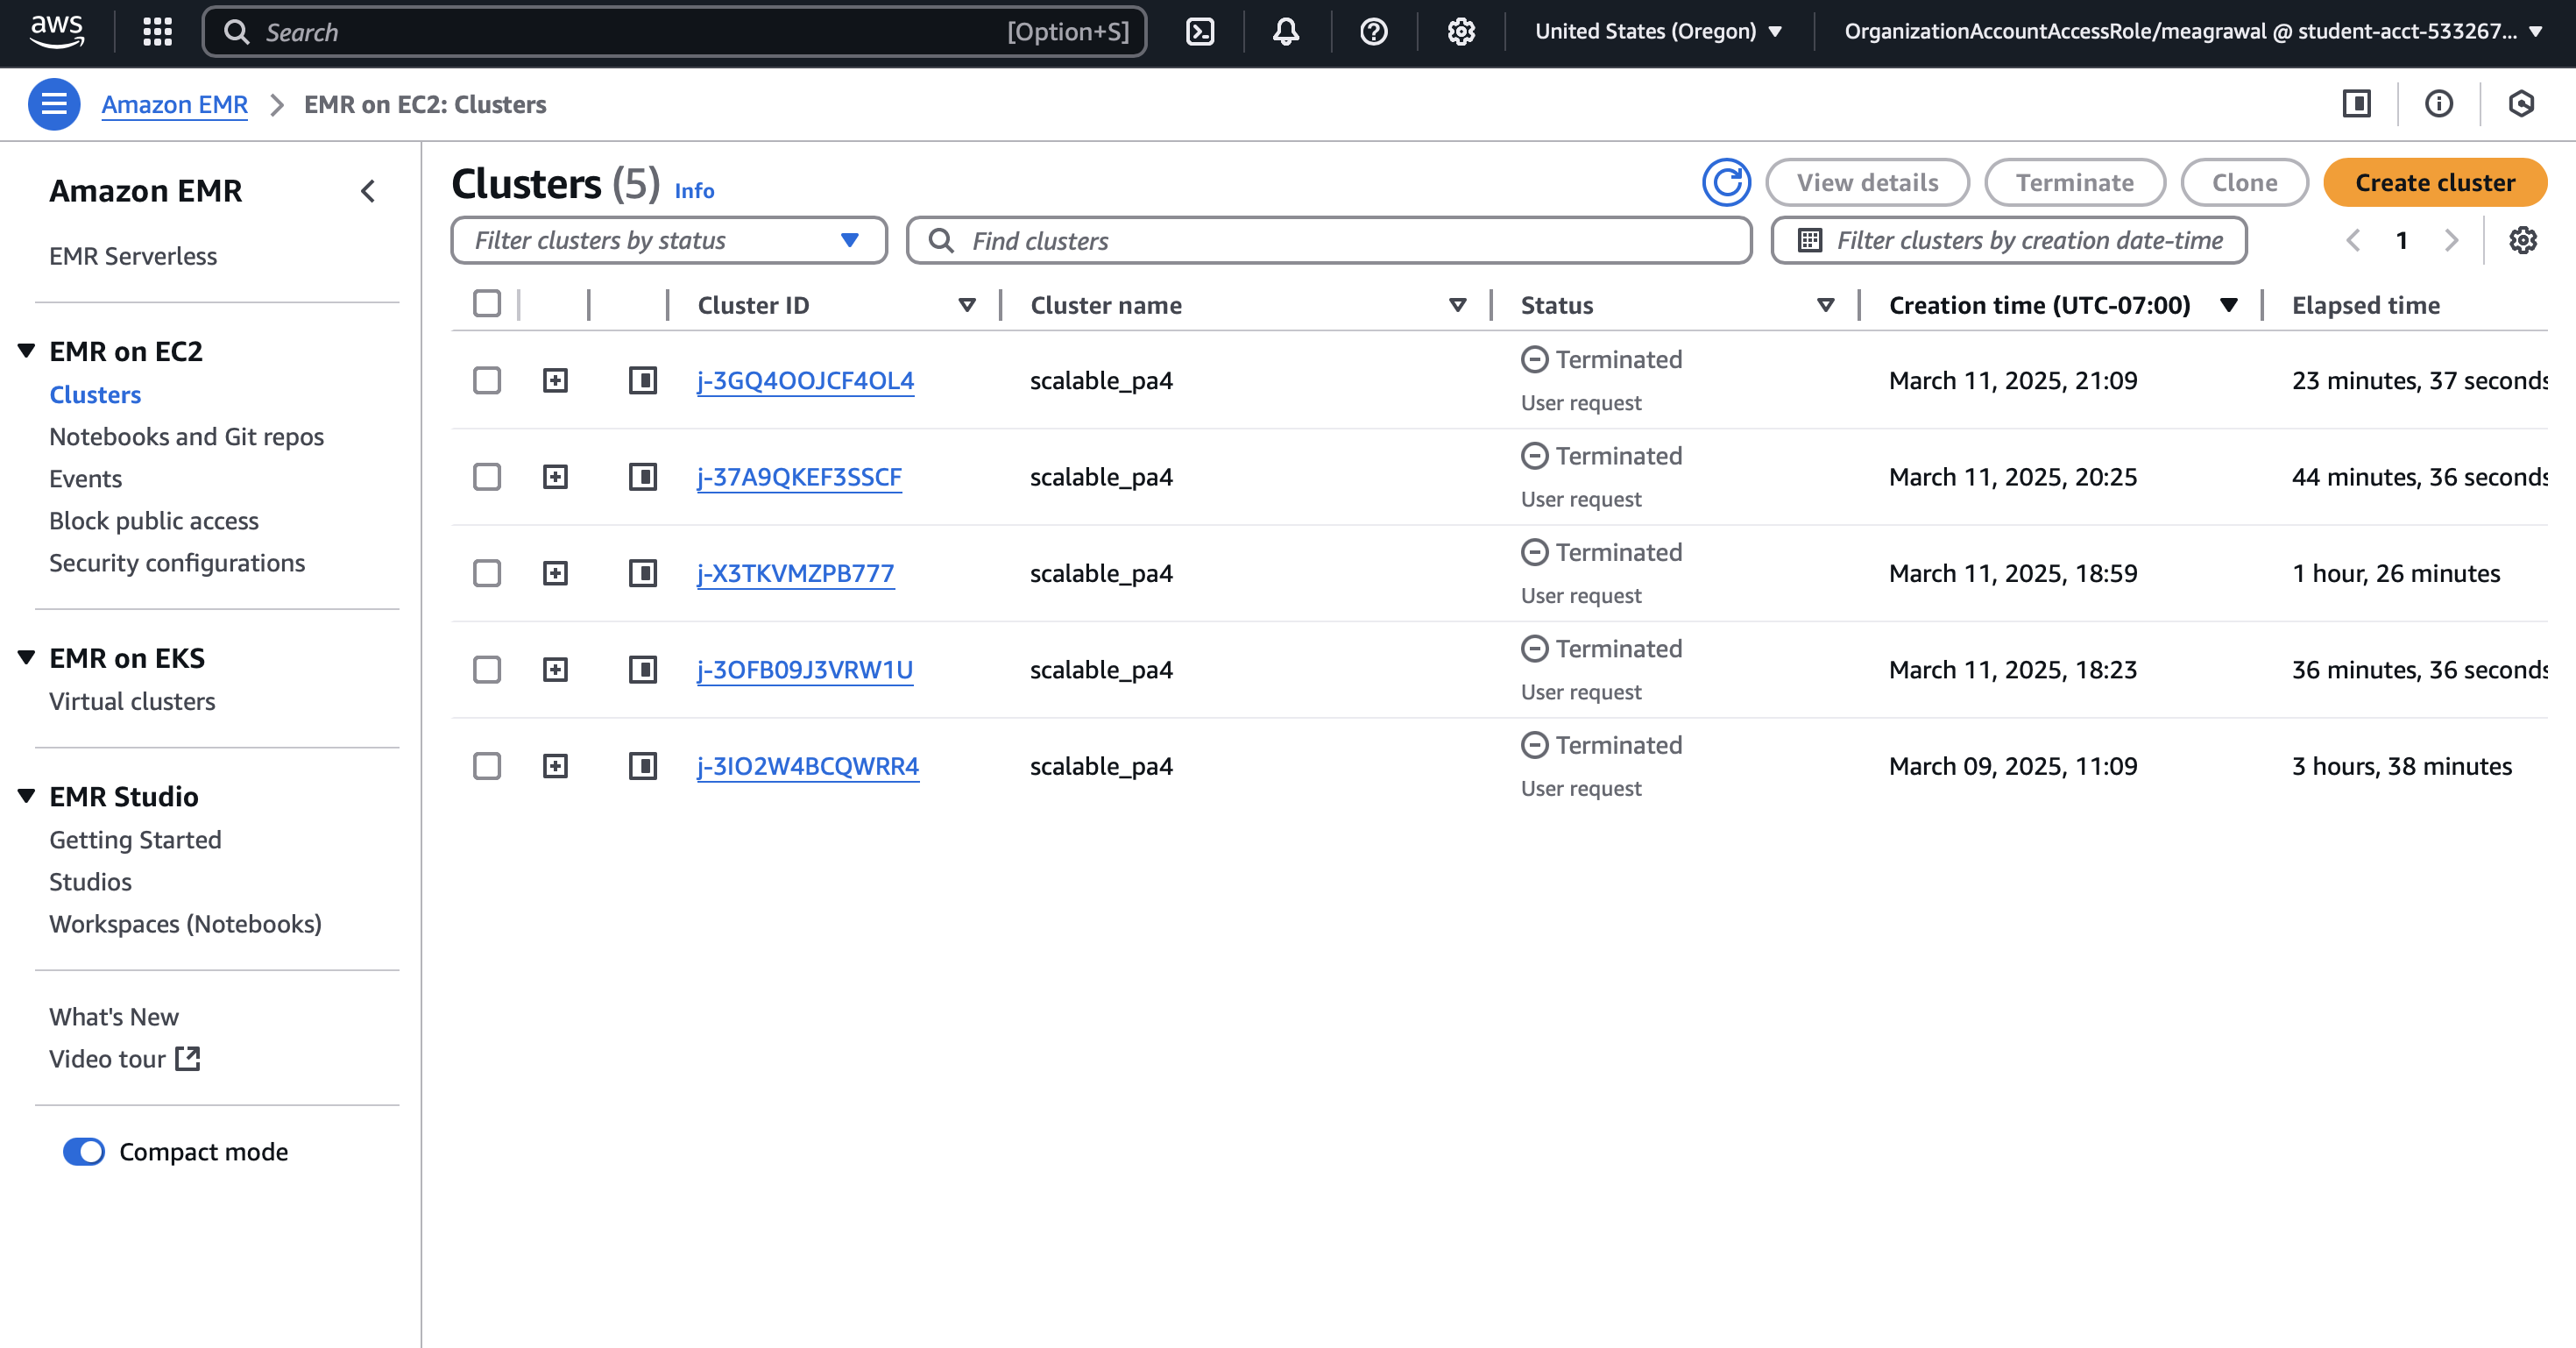 aws
Search [Option+S] United States (Oregon) OrganizationAccountAccessRole/meagrawal @ student-acct-533267...
Amazon EMR EMR on EC2: Clusters
Amazon EMR
EMR Serverless
EMR on EC2
Clusters
Notebooks and Git repos
Events
Block public access
Security configurations
EMR on EKS
Virtual clusters
EMR Studio
Getting Started
Studios
Workspaces (Notebooks)
What's New
Video tour
Compact mode
Clusters (5) Info View details Terminate Clone Create cluster
Filter clusters by status Find clusters Filter clusters by creation date-time 1
Cluster ID Cluster name Status Creation time (UTC-07:00) Elapsed time
j-3GQ4OOJCF4OL4 scalable_pa4 Terminated User request March 11, 2025, 21:09 23 minutes, 37 seconds
j-37A9QKEF3SSCF scalable_pa4 Terminated User request March 11, 2025, 20:25 44 minutes, 36 seconds
j-X3TKVMZPB777 scalable_pa4 Terminated User request March 11, 2025, 18:59 1 hour, 26 minutes
j-3OFB09J3VRW1U scalable_pa4 Terminated User request March 11, 2025, 18:23 36 minutes, 36 seconds
j-3IO2W4BCQWRR4 scalable_pa4 Terminated User request March 09, 2025, 11:09 3 hours, 38 minutes